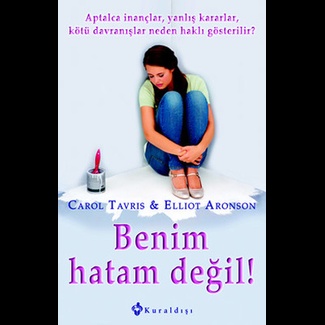 Aptalca inançlar, yanlış kararlar,
kötü davranışlar neden haklı gösterilir?
CAROL TAVRIS & ELLIOT ARONSON
Benim
hatam değil!
Kuraldışı